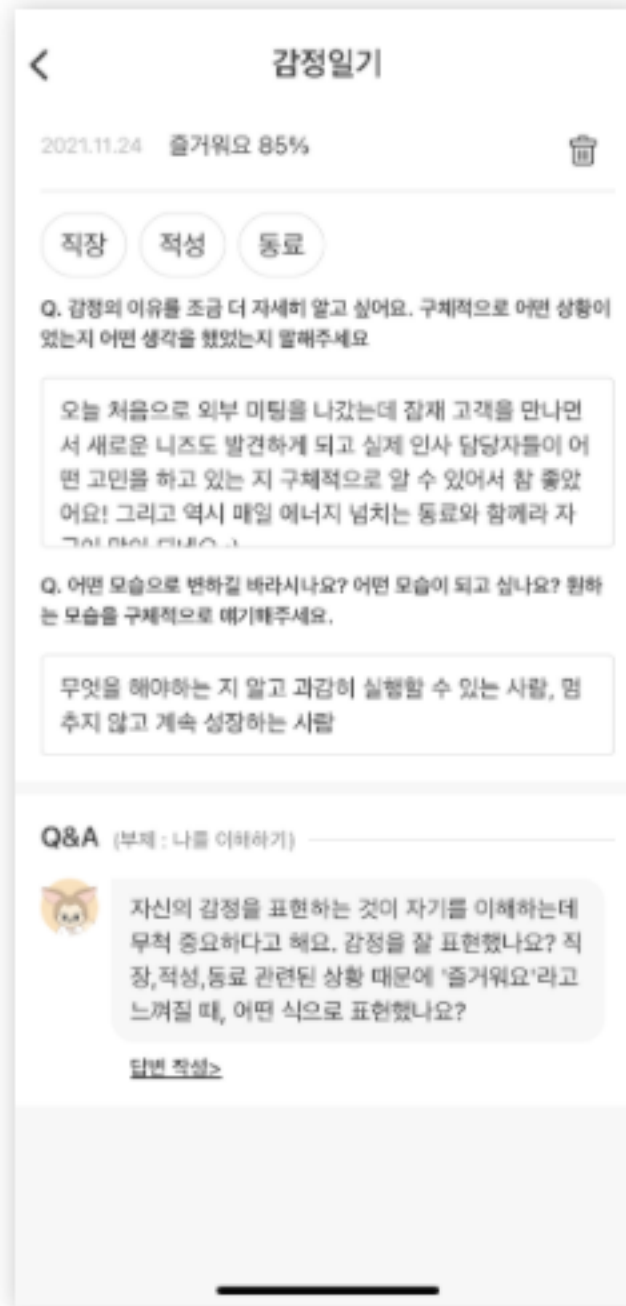 감정일기
2021.11.24 즐거워요 85%
직장 적성 동료
Q. 감정의 이유를 조금 더 자세히 알고 싶어요. 구체적으로 어떤 상황이
었는지 어떤 생각을 했었는지 말해주세요
오늘 처음으로 외부 미팅을 나갔는데 잠재 고객을 만나면
서 새로운 니즈도 발견하게 되고 실제 인사 담당자들이 어
떤 고민을 하고 있는 지 구체적으로 알 수 있어서 참 좋았
어요! 그리고 역시 매일 에너지 넘치는 동료와 함께라 자
Q. 어떤 모습으로 변하길 바라시나요? 어떤 모습이 되고 싶나요? 원하
는 모습을 구체적으로 얘기해주세요.
무엇을 해야하는 지 알고 과감히 실행할 수 있는 사람, 멈
추지 않고 계속 성장하는 사람
Q&A (부제 : 나를 이해하기)
자신의 감정을 표현하는 것이 자기를 이해하는데
무척 중요하다고 해요. 감정을 잘 표현했나요? 직
장,적성,동료 관련된 상황 때문에 '즐거워요'라고
느껴질 때, 어떤 식으로 표현했나요?
답변 작성>